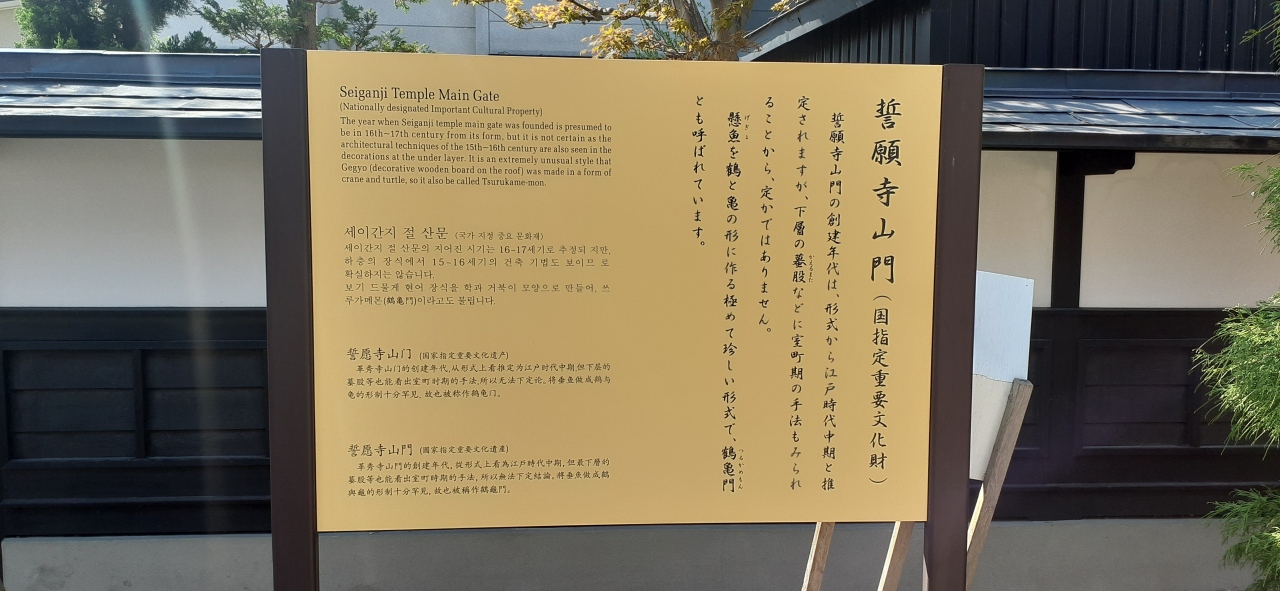 誓願寺山門（国指定重要文化財）
誓願寺山門の創建年代は、形式から江戸時代中期と推
定されますが、下層の蟇股などに室町期の手法もみられ
ることから、定かではありません。
懸魚を鶴と亀の形に作る極めて珍しい形式で、鶴亀門
とも呼ばれています。
かえるまた
げぎょ
つるかめもん
Seiganji Temple Main Gate
(Nationally designated Important Cultural Property)
The year when Seiganji temple main gate was founded is presumed to
be in 16th~17th century from its form, but it is not certain as the
architectural techniques of the 15th~16th century are also seen in the
decorations at the under layer. It is an extremely unusual style that
Gegyo (decorative wooden board on the roof) was made in a form of
crane and turtle, so it also be called Tsurukame-mon.
세이간지 절 산문 (국가 지정 중요 문화재)
세이간지 절 산문의 지어진 시기는 16~17세기로 추정되 지만,
하층의 장식에서 15~16세기의 건축 기법도 보이므 로
확실하지는 않습니다.
보기 드물게 현어 장식을 학과 거북이 모양으로 만들어, 쓰
루가메몬(鶴亀門)이라고도 불립니다.
誓愿寺山门 (国家指定重要文化遗产)
革秀寺山门的创建年代,从形式上看推定为江户时代中期,但下层的
蟇股等也能看出室町时期的手法,所以无法下定论,将垂鱼做成鹤与
龟的形制十分罕见,故也被称作鹤龟门。
誓愿寺山門 (國家指定重要文化遺產)
革秀寺山門的創建年代,從形式上看為江戶時代中期,但最下層的
蟇股等也能看出室町時期的手法,所以無法下定結論,將垂魚做成鶴
與龜的形制十分罕見,故也被稱作鶴龜門。